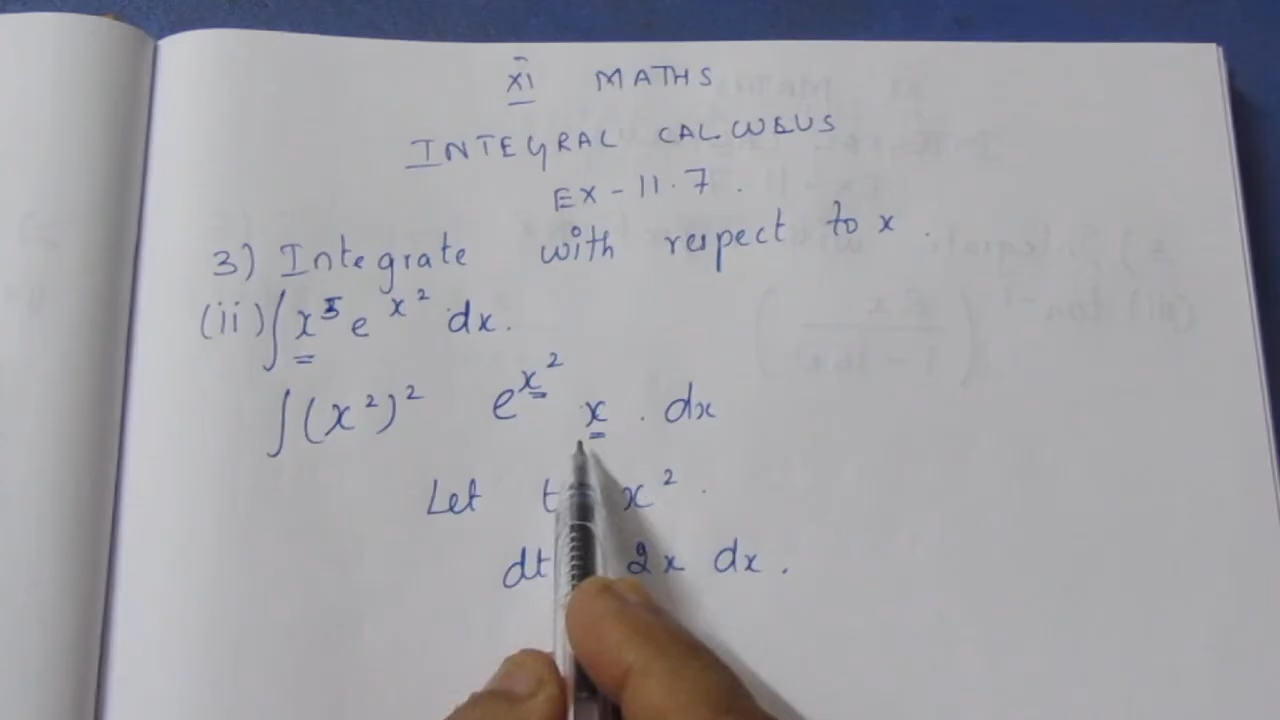 XI MATHS
INTEGRAL CALCULUS
EX - 11.7.
3) Integrate with respect to x.
(ii) ∫ x⁵ e^{x²} dx.
∫ (x²)² e^{x²} x . dx
Let t x².
dt 2x dx.